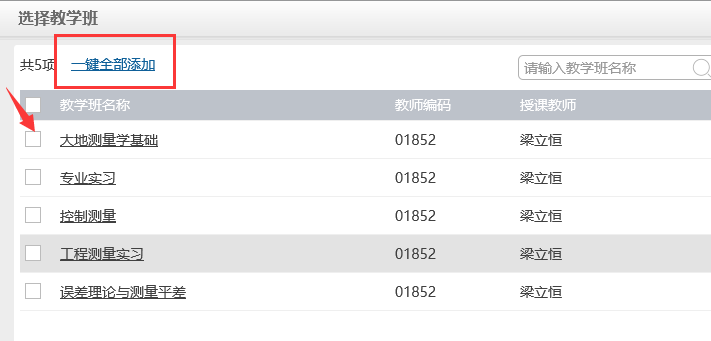 选择教学班
共5项 一键全部添加 请输入教学班名称
教学班名称 教师编码 授课教师
大地测量学基础 01852 梁立恒
专业实习 01852 梁立恒
控制测量 01852 梁立恒
工程测量实习 01852 梁立恒
误差理论与测量平差 01852 梁立恒